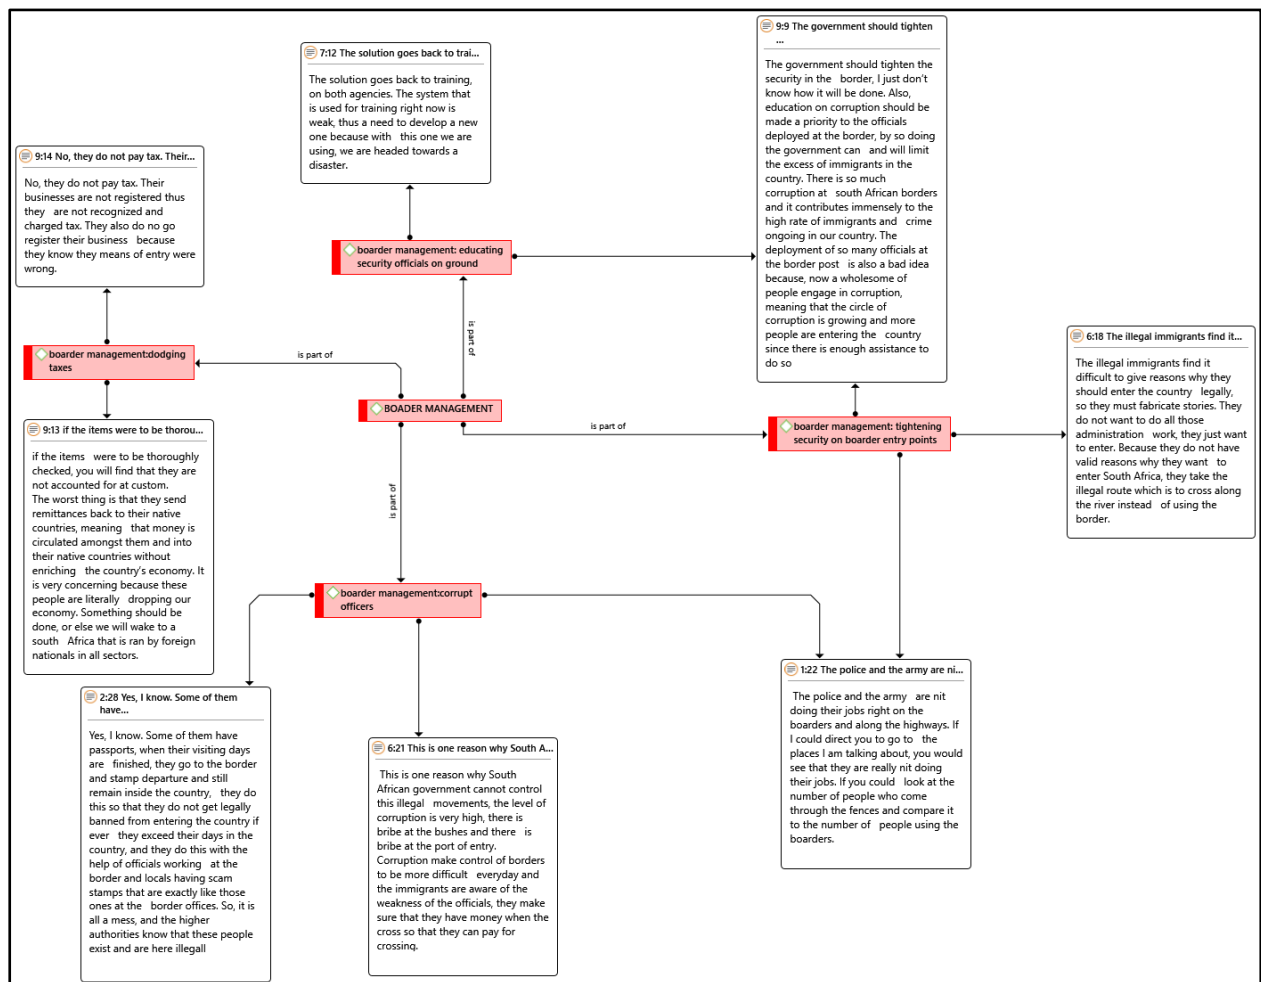 9:9 The government should tighten
...
The government should tighten the
security in the border, I just don't
know how it will be done. Also,
education on corruption should be
made a priority to the officials
deployed at the border, by so doing
the government can and will limit
the excess of immigrants in the
country. There is so much
corruption at south African borders
and it contributes immensely to the
high rate of immigrants and crime
ongoing in our country. The
deployment of so many officials at
the border post is also a bad idea
because, now a wholesome of
people engage in corruption,
meaning that the circle of
corruption is growing and more
people are entering the country
since there is enough assistance to
do so
7:12 The solution goes back to trai...
The solution goes back to training,
on both agencies. The system that
is used for training right now is
weak, thus a need to develop a new
one because with this one we are
using, we are headed towards a
disaster.
9:14 No, they do not pay tax. Their...
No, they do not pay tax. Their
businesses are not registered thus
they are not recognized and
charged tax. They also do no go
register their business because
they know they means of entry were
wrong.
boarder management: educating
security officials on ground
is part of
boarder management:dodging
taxes
is part of
BOADER MANAGEMENT
is part of
boarder management: tightening
security on boarder entry points
6:18 The illegal immigrants find it...
The illegal immigrants find it
difficult to give reasons why they
should enter the country legally,
so they must fabricate stories. They
do not want to do all those
administration work, they just want
to enter. Because they do not have
valid reasons why they want to
enter South Africa, they take the
illegal route which is to cross along
the river instead of using the
border.
9:13 if the items were to be thorou...
if the items were to be thoroughly
checked, you will find that they are
not accounted for at custom.
The worst thing is that they send
remittances back to their native
countries, meaning that money is
circulated amongst them and into
their native countries without
enriching the country's economy. It
is very concerning because these
people are literally dropping our
economy. Something should be
done, or else we will wake to a
south Africa that is ran by foreign
nationals in all sectors.
is part of
boarder management:corrupt
officers
2:28 Yes, I know. Some of them
have...
Yes, I know. Some of them have
passports, when their visiting days
are finished, they go to the border
and stamp departure and still
remain inside the country, they do
this so that they do not get legally
banned from entering the country if
ever they exceed their days in the
country, and they do this with the
help of officials working at the
border and locals having scam
stamps that are exactly like those
ones at the border offices. So, it is
all a mess, and the higher
authorities know that these people
exist and are here illegall
6:21 This is one reason why South A...
This is one reason why South
African government cannot control
this illegal movements, the level of
corruption is very high, there is
bribe at the bushes and there is
bribe at the port of entry.
Corruption make control of borders
to be more difficult everyday and
the immigrants are aware of the
weakness of the officials, they make
sure that they have money when the
cross so that they can pay for
crossing.
1:22 The police and the army are ni...
The police and the army are nit
doing their jobs right on the
boarders and along the highways. If
I could direct you to go to the
places I am talking about, you would
see that they are really nit doing
their jobs. If you could look at the
number of people who come
through the fences and compare it
to the number of people using the
boarders.